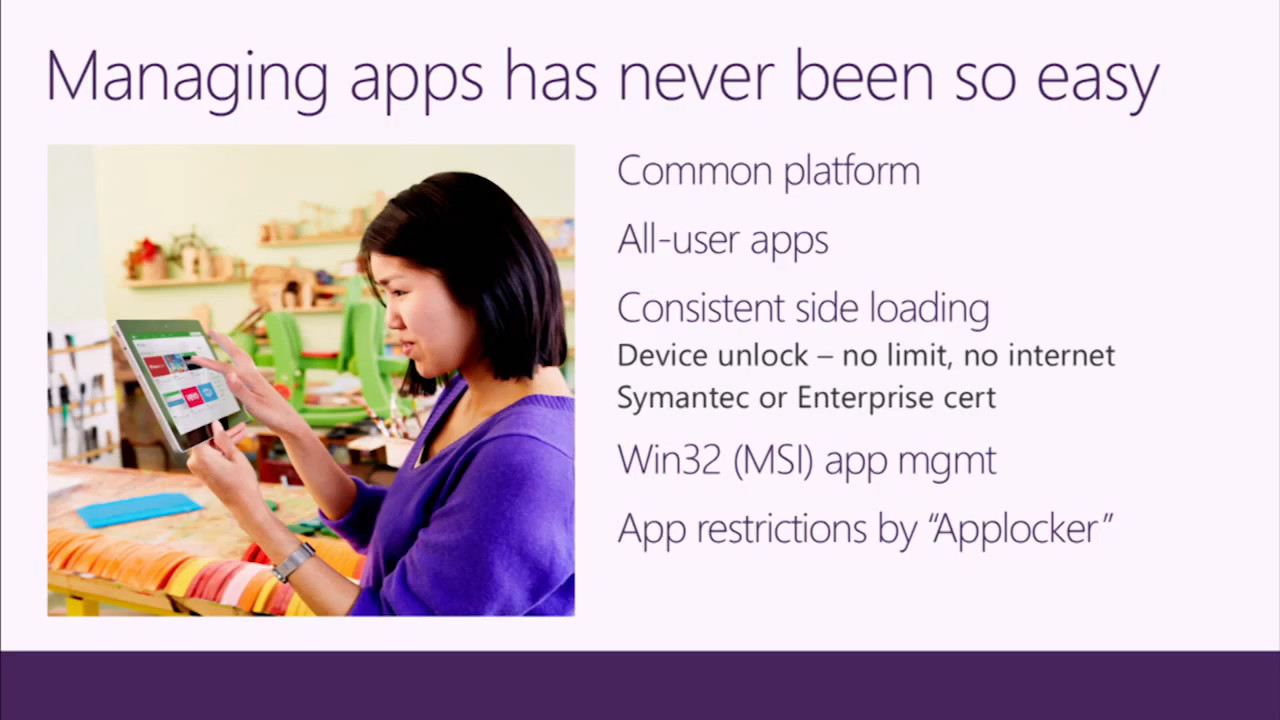 Managing apps has never been so easy
Common platform
All-user apps
Consistent side loading
Device unlock – no limit, no internet
Symantec or Enterprise cert
Win32 (MSI) app mgmt
App restrictions by “Applocker”